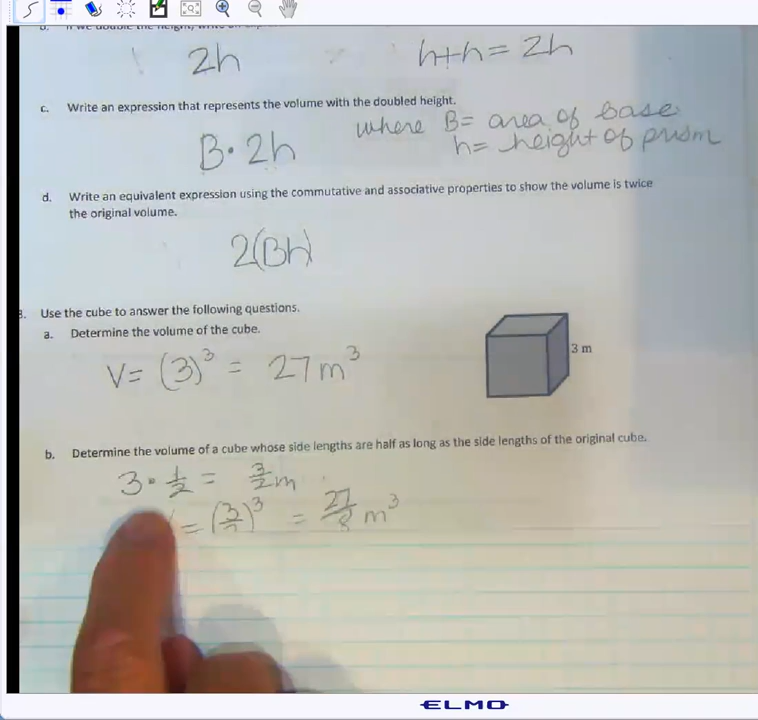 2h
h+h = 2h
c. Write an expression that represents the volume with the doubled height.
B·2h
where B= area of base
h= height of prism
d. Write an equivalent expression using the commutative and associative properties to show the volume is twice
the original volume.
2(Bh)
3. Use the cube to answer the following questions.
a. Determine the volume of the cube.
3 m
V= (3)³ = 27m³
b. Determine the volume of a cube whose side lengths are half as long as the side lengths of the original cube.
3·1/2 = 3/2 m
= (3/2)³ = 27/8 m³
ELMO